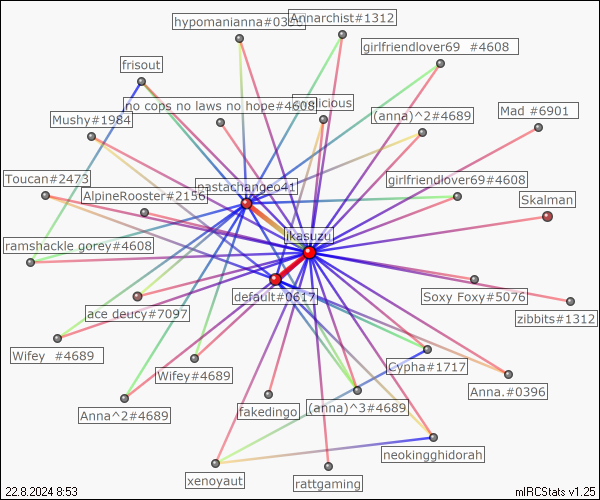 hypomanianna#0396
Annarchist#1312
girlfriendlover69 #4608
frisout
no cops no laws no hope#4608
Mushy#1984
(anna)^2#4689
Mad #6901
Toucan#2473
AlpineRooster#2156
pastachangeo41
girlfriendlover69#4608
Skalman
ramshackle gorey#4608
ikasuzu
default#0617
Soxy Foxy#5076
ace deucy#7097
zibbits#1312
Wifey #4689
Wifey#4689
Cypha#1717
Anna.#0396
Anna^2#4689
fakedingo
(anna)^3#4689
neokingghidorah
xenoyaut
rattgaming
22.8.2024 8:53
mIRCStats v1.25